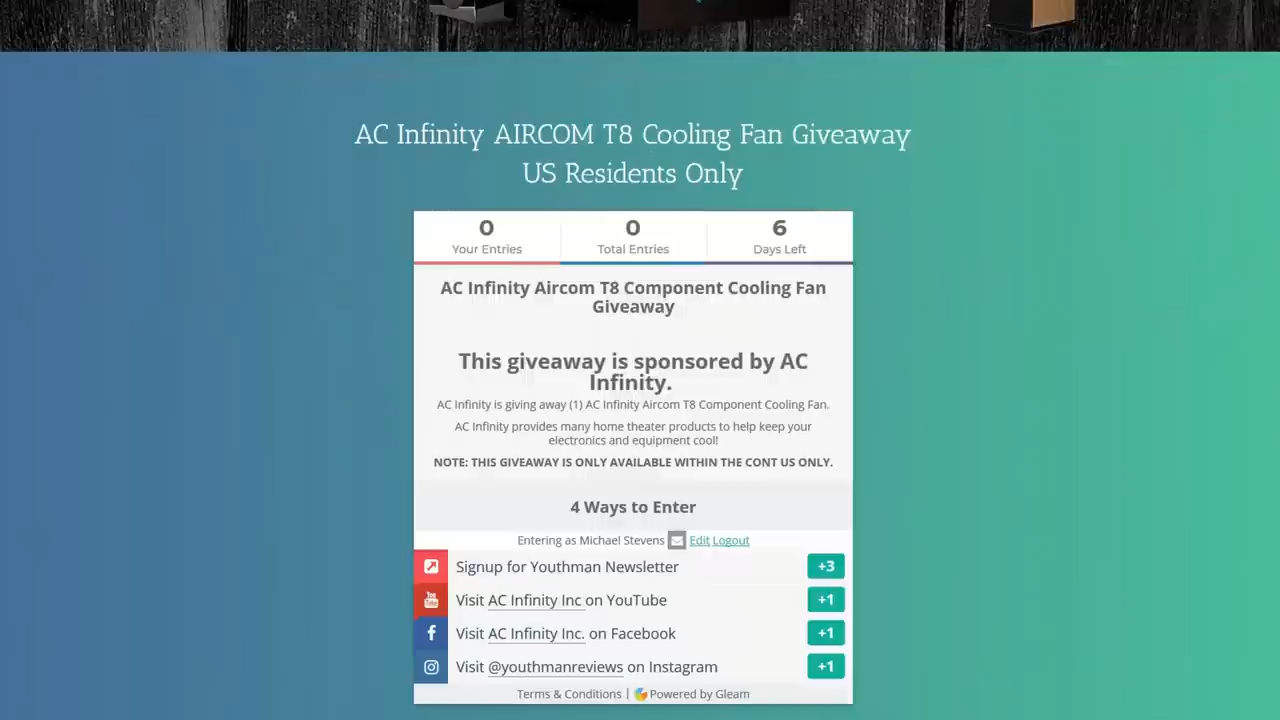 AC Infinity AIRCOM T8 Cooling Fan Giveaway
US Residents Only
0 0 6
Your Entries Total Entries Days Left
AC Infinity Aircom T8 Component Cooling Fan
Giveaway
This giveaway is sponsored by AC
Infinity.
AC Infinity is giving away (1) AC Infinity Aircom T8 Component Cooling Fan.
AC Infinity provides many home theater products to help keep your
electronics and equipment cool!
NOTE: THIS GIVEAWAY IS ONLY AVAILABLE WITHIN THE CONT US ONLY.
4 Ways to Enter
Entering as Michael Stevens Edit Logout
Signup for Youthman Newsletter +3
You Tube Visit AC Infinity Inc on YouTube +1
Visit AC Infinity Inc. on Facebook +1
Visit @youthmanreviews on Instagram +1
Terms & Conditions | Powered by Gleam